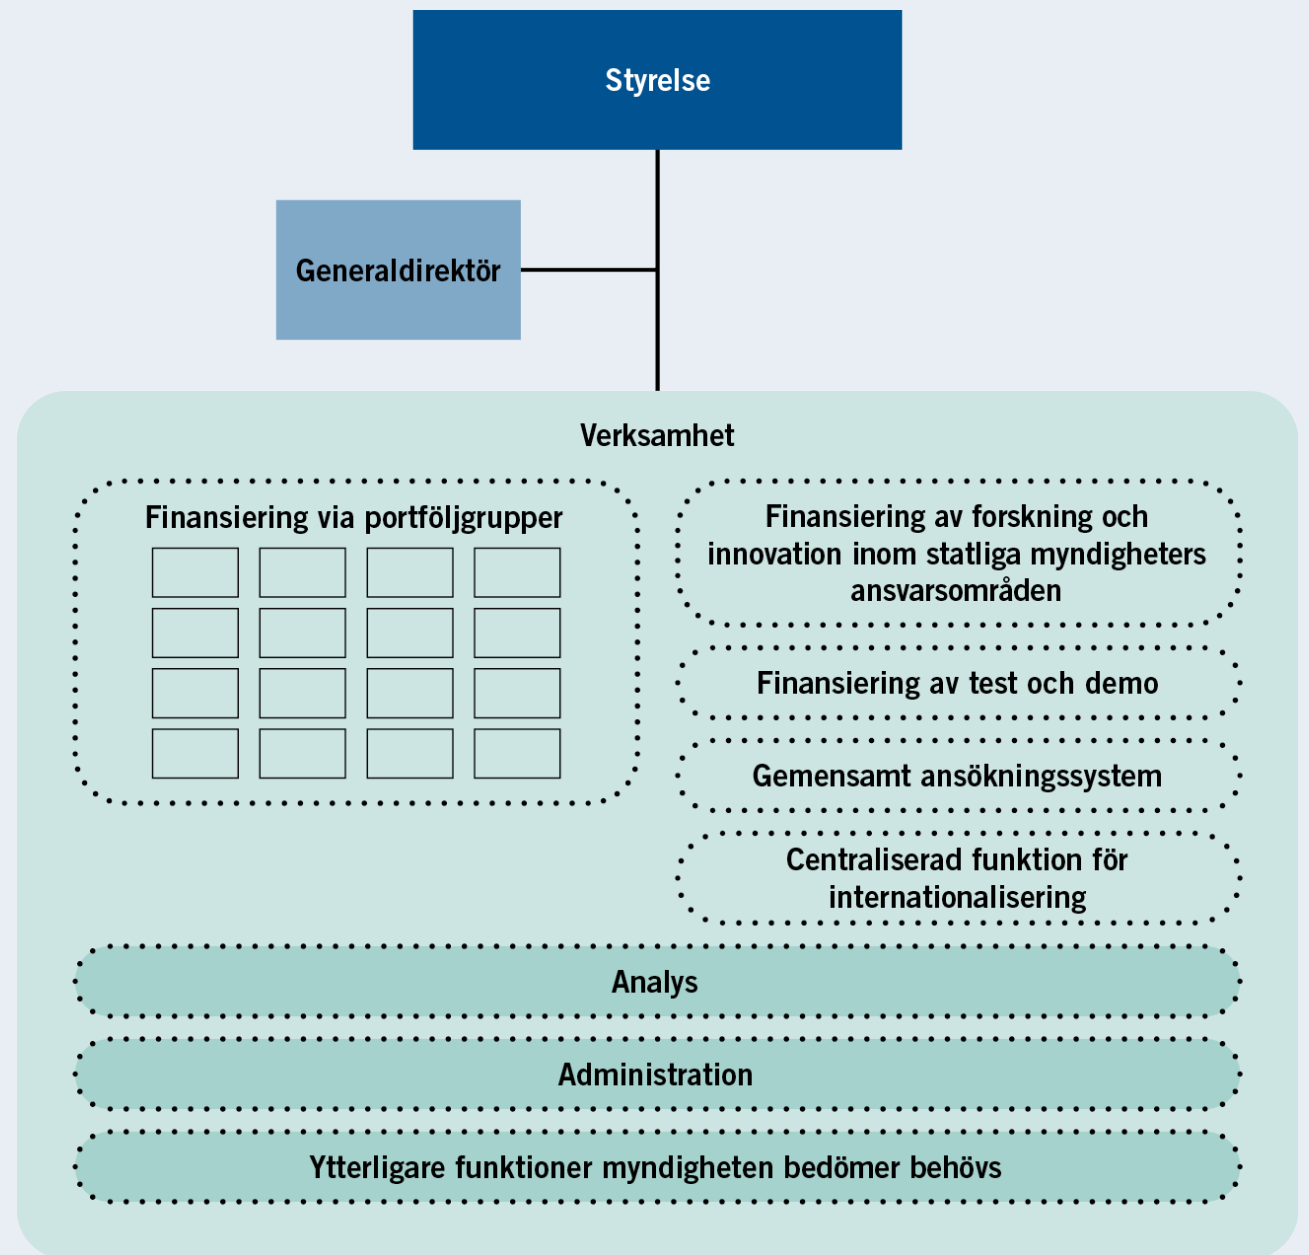 Styrelse
Generaldirektör
Verksamhet
Finansiering via portföljgrupper
Finansiering av forskning och
innovation inom statliga myndigheters
ansvarsområden
Finansiering av test och demo
Gemensamt ansökningssystem
Centraliserad funktion för
internationalisering
Analys
Administration
Ytterligare funktioner myndigheten bedömer behövs